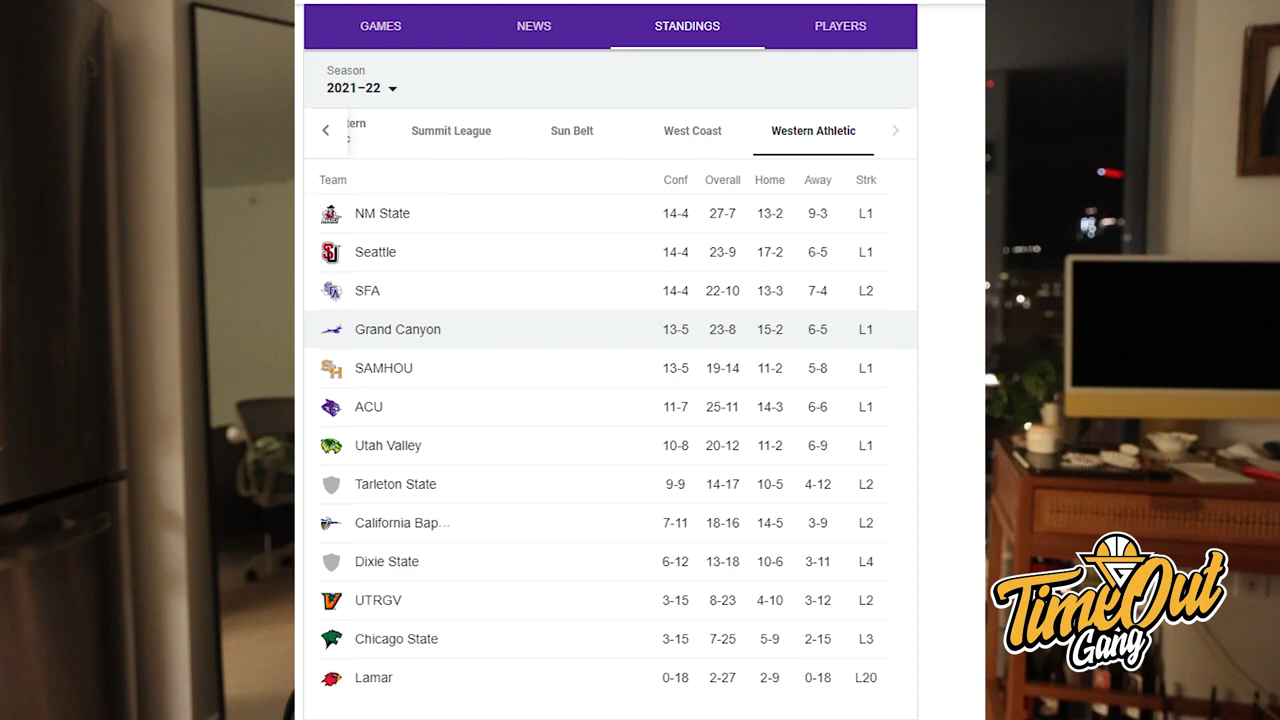 GAMES NEWS STANDINGS PLAYERS
Season
2021–22
tern
c
Summit League Sun Belt West Coast Western Athletic
Team Conf Overall Home Away Strk
NM State 14-4 27-7 13-2 9-3 L1
Seattle 14-4 23-9 17-2 6-5 L1
SFA 14-4 22-10 13-3 7-4 L2
Grand Canyon 13-5 23-8 15-2 6-5 L1
SAMHOU 13-5 19-14 11-2 5-8 L1
ACU 11-7 25-11 14-3 6-6 L1
Utah Valley 10-8 20-12 11-2 6-9 L1
Tarleton State 9-9 14-17 10-5 4-12 L2
California Bap... 7-11 18-16 14-5 3-9 L2
Dixie State 6-12 13-18 10-6 3-11 L4
UTRGV 3-15 8-23 4-10 3-12 L2
Chicago State 3-15 7-25 5-9 2-15 L3
Lamar 0-18 2-27 2-9 0-18 L20
TimeOut
Gang